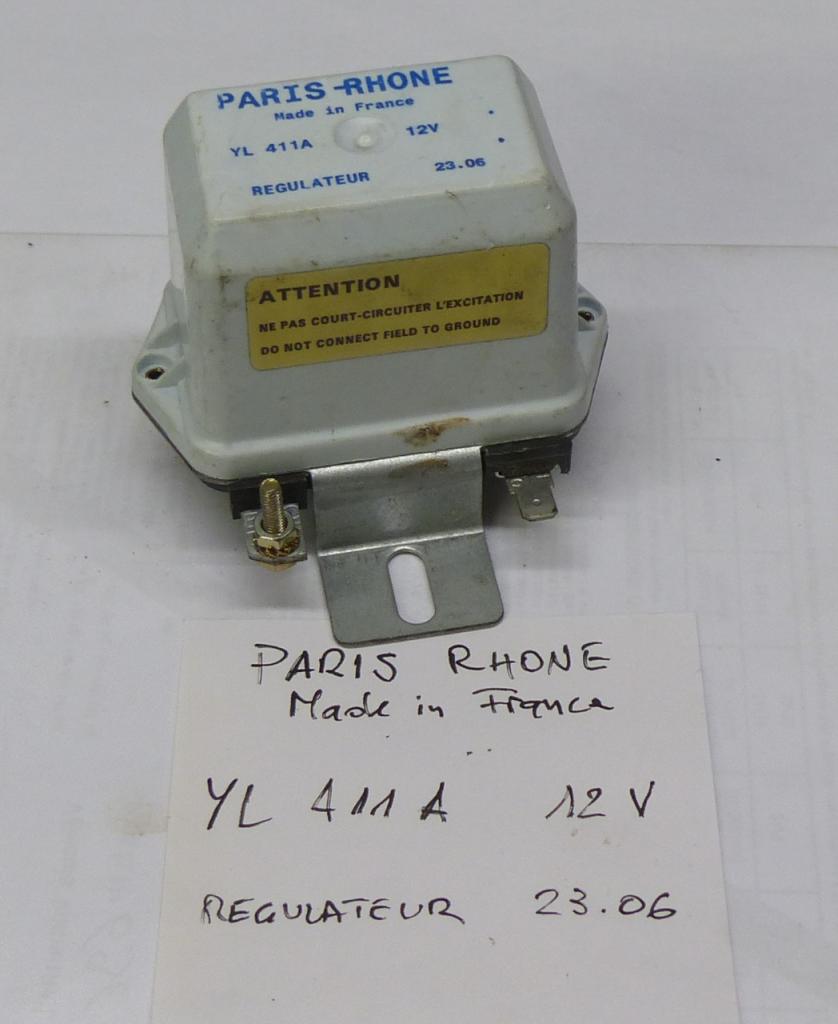 PARIS-RHONE
Made in France
YL 411A 12V
REGULATEUR 23.06
ATTENTION
NE PAS COURT-CIRCUITER L'EXCITATION
DO NOT CONNECT FIELD TO GROUND
PARIS RHONE
Made in France
YL 411 A 12 V
REGULATEUR 23.06